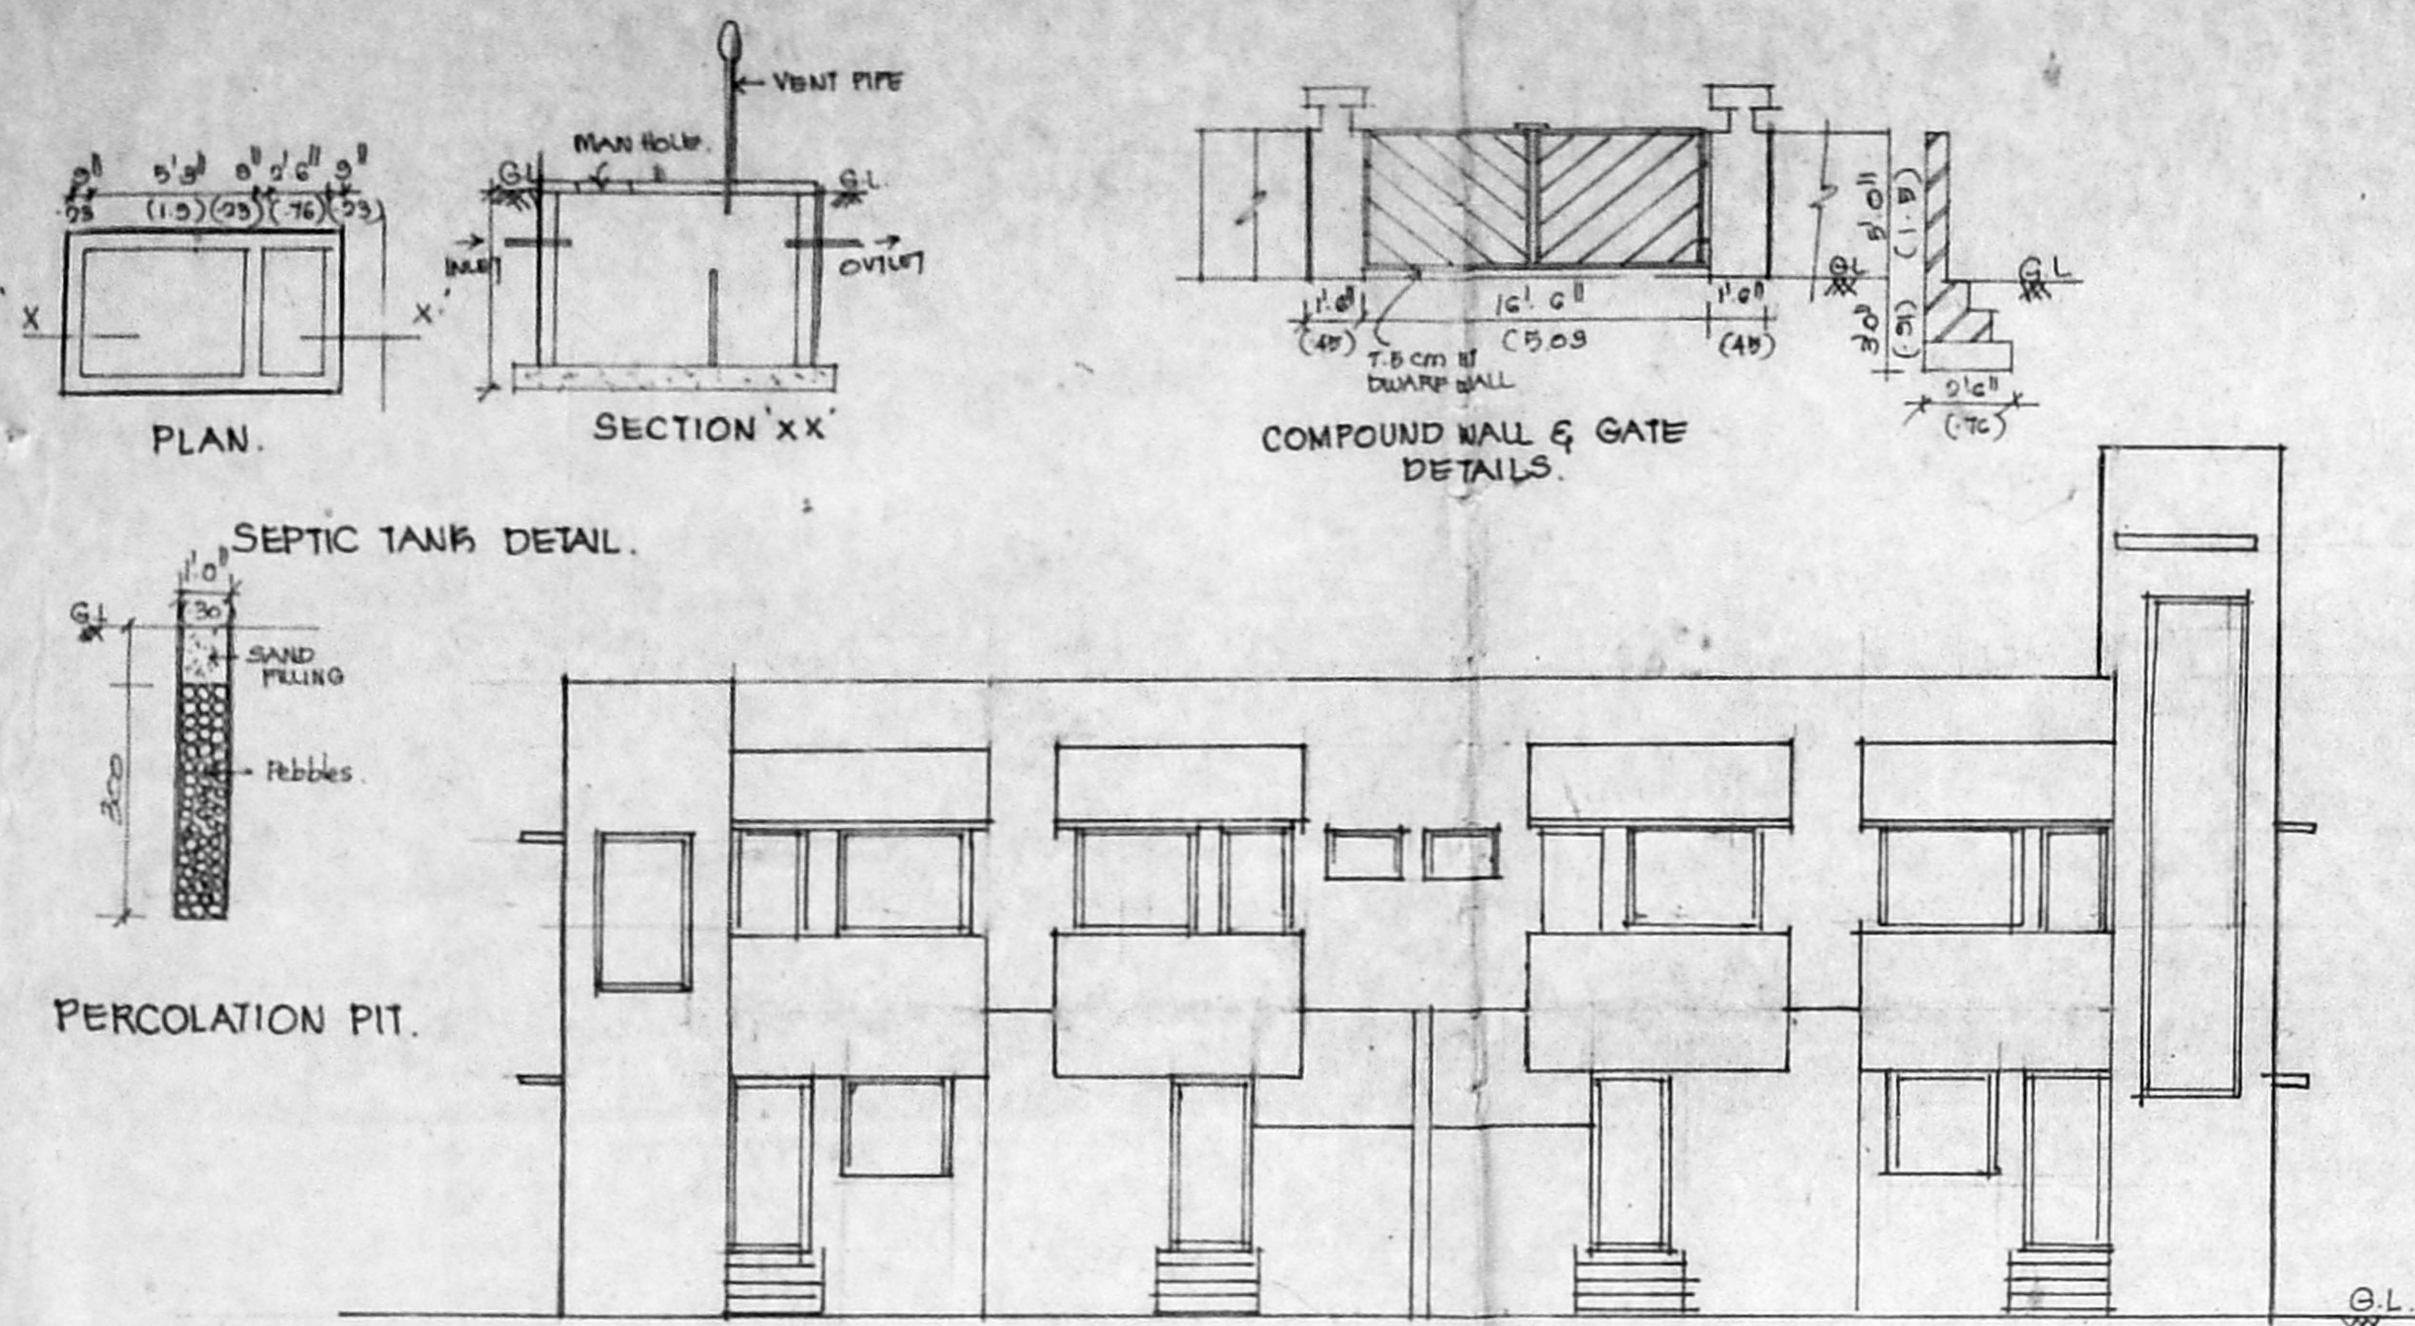 VENT PIPE
MAN HOLE.
G.L
G.L.
9" 5'9" 9" 2'6" 9"
.23 (1.9) (.23) (.76) (.23)
INLET
OUTLET
X X
PLAN.
SECTION 'XX'
SEPTIC TANK DETAIL.
1'.6" 16'.6" 1'.6"
(.45) (5.03 (.45)
7.5 cm HT
DWARF WALL
G.L
5'.0"
(1.5)
3'0"
(.91)
G.L
2'6"
(.76)
COMPOUND WALL & GATE
DETAILS.
1'.0"
.30
G.L
SAND
FILLING
300
Pebbles.
PERCOLATION PIT.
G.L.